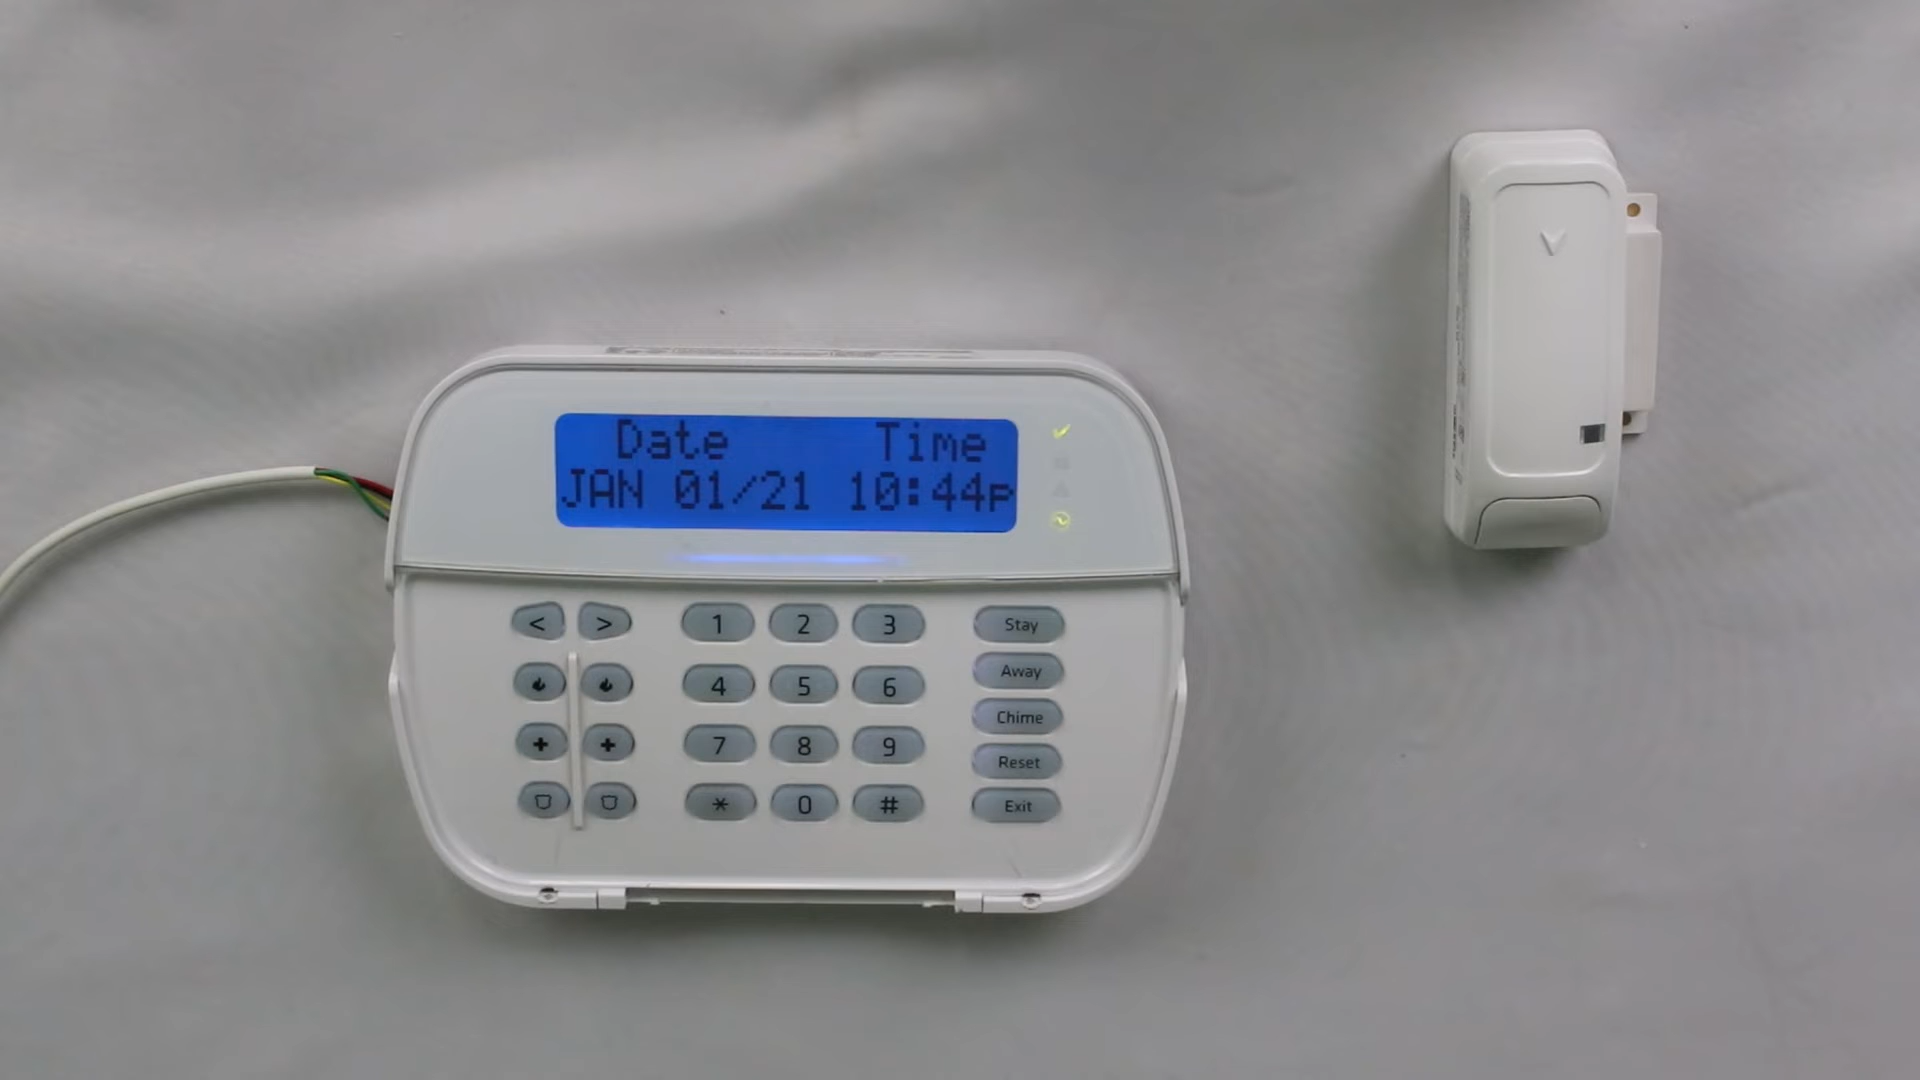 Date Time
JAN 01/21 10:44p
< > 1 2 3 Stay
4 5 6 Away
7 8 9 Chime
Reset
* 0 # Exit